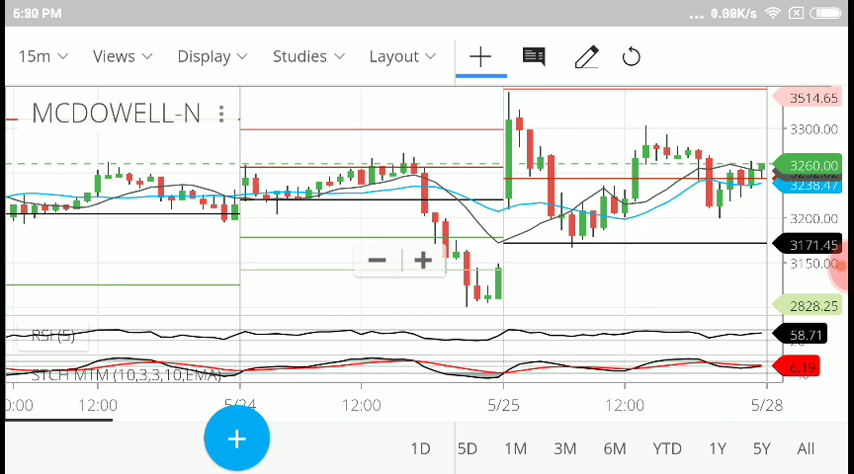 PM
... K/s
15m Views Display Studies Layout
MCDOWELL-N
3514.65
3300.00
3260.00
3238.47
3200.00
3171.45
3150.00
2828.25
RSI (5)
58.71
STCH MTM (10,3,3,10,EMA)
6.19
0:00 12:00 5/24 12:00 5/25 12:00 5/28
+
1D 5D 1M 3M 6M YTD 1Y 5Y All